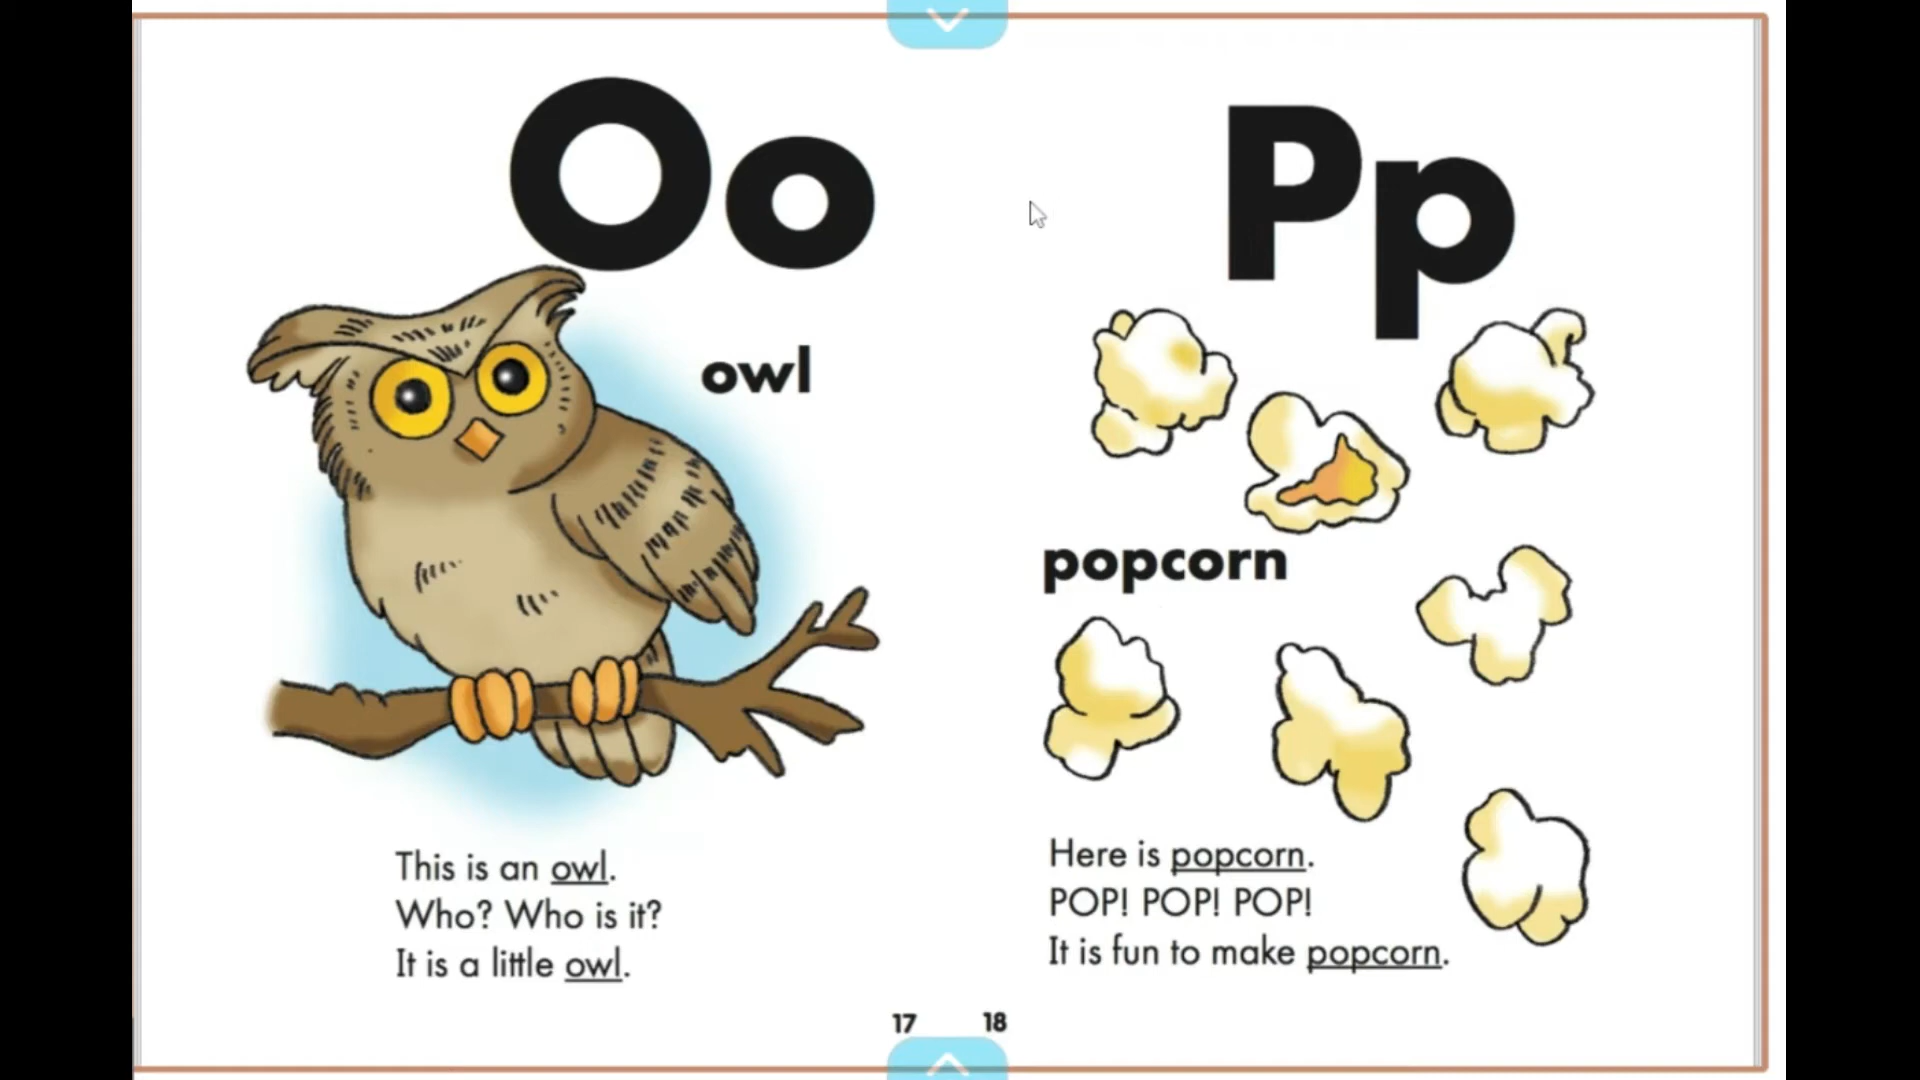 Oo
owl
This is an owl.
Who? Who is it?
It is a little owl.
17
Pp
popcorn
Here is popcorn.
POP! POP! POP!
It is fun to make popcorn.
18